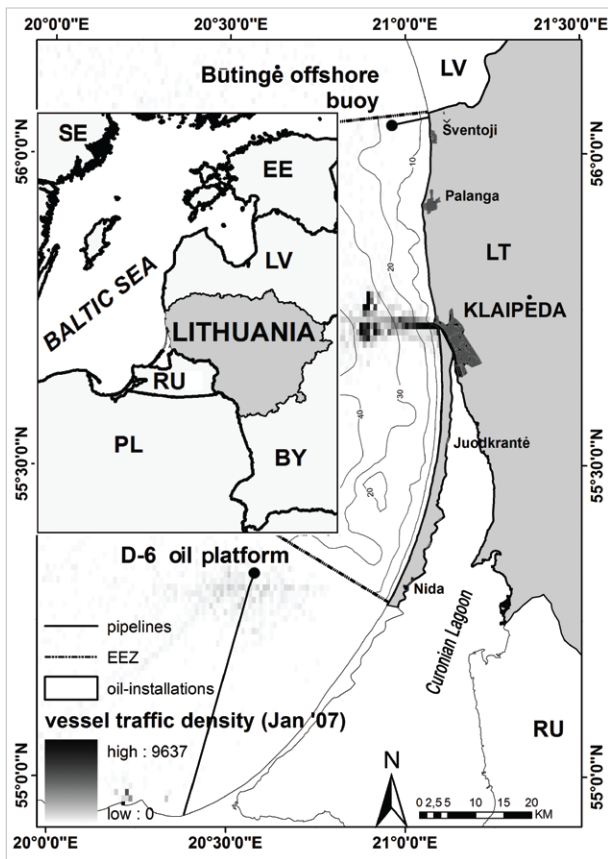 20°0'0"E 20°30'0"E 21°0'0"E 21°30'0"E
LV
Būtingė offshore
buoy
Šventoji
56°0'0"N
56°0'0"N
SE
EE
10
Palanga
LV
LT
20
BALTIC SEA
KLAIPĖDA
LITHUANIA
RU
30
40
Juodkrantė
PL
BY
20
55°30'0"N
55°30'0"N
D-6 oil platform
Nida
Curonian Lagoon
pipelines
EEZ
oil-installations
RU
vessel traffic density (Jan '07)
high : 9637
low : 0
N
55°0'0"N
55°0'0"N
0 2,5 5 10 15 20
KM
20°0'0"E 20°30'0"E 21°0'0"E 21°30'0"E